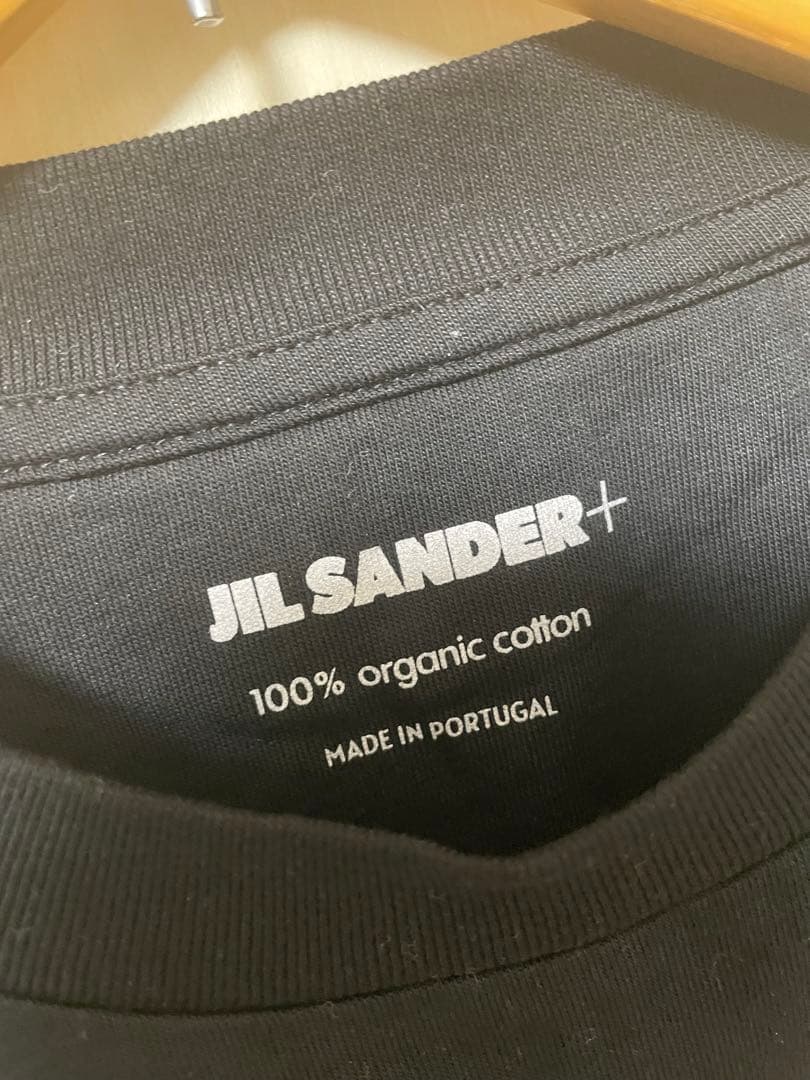 JIL SANDER+
100% organic cotton
MADE IN PORTUGAL